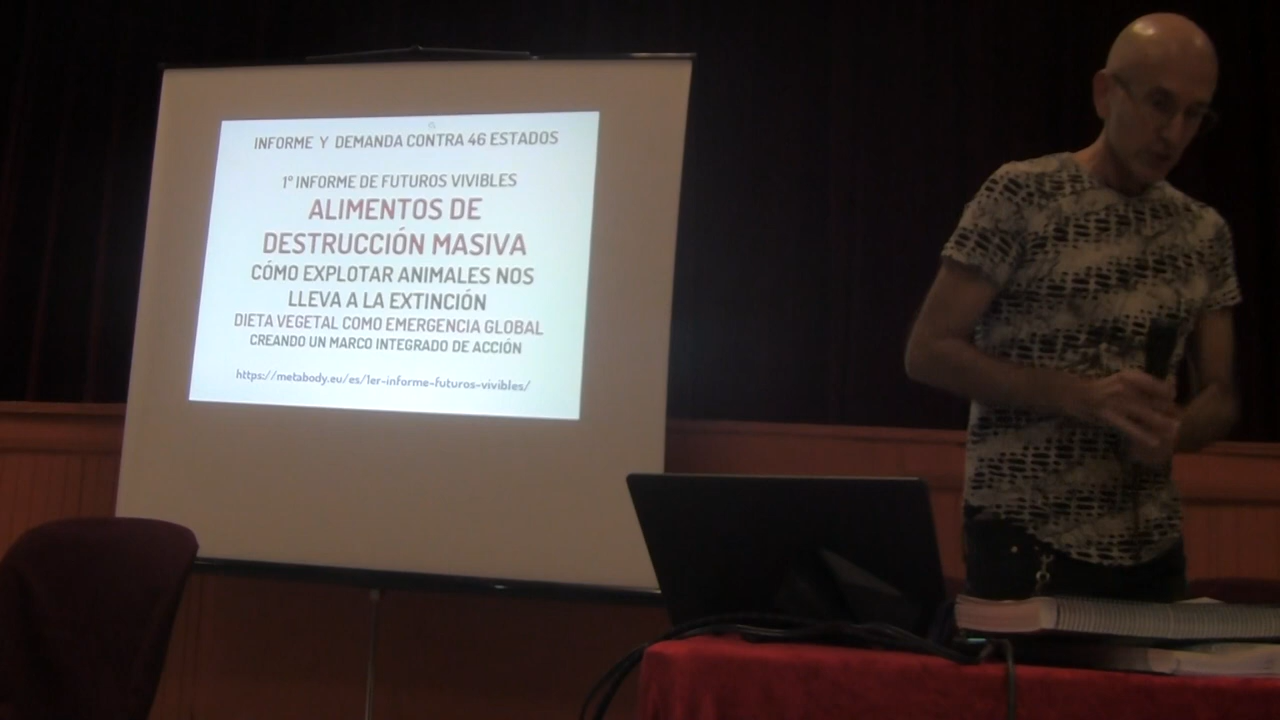 INFORME Y DEMANDA CONTRA 46 ESTADOS
1º INFORME DE FUTUROS VIVIBLES
ALIMENTOS DE
DESTRUCCIÓN MASIVA
CÓMO EXPLOTAR ANIMALES NOS
LLEVA A LA EXTINCIÓN
DIETA VEGETAL COMO EMERGENCIA GLOBAL
CREANDO UN MARCO INTEGRADO DE ACCIÓN
https://metabody.eu/es/1er-informe-futuros-vivibles/